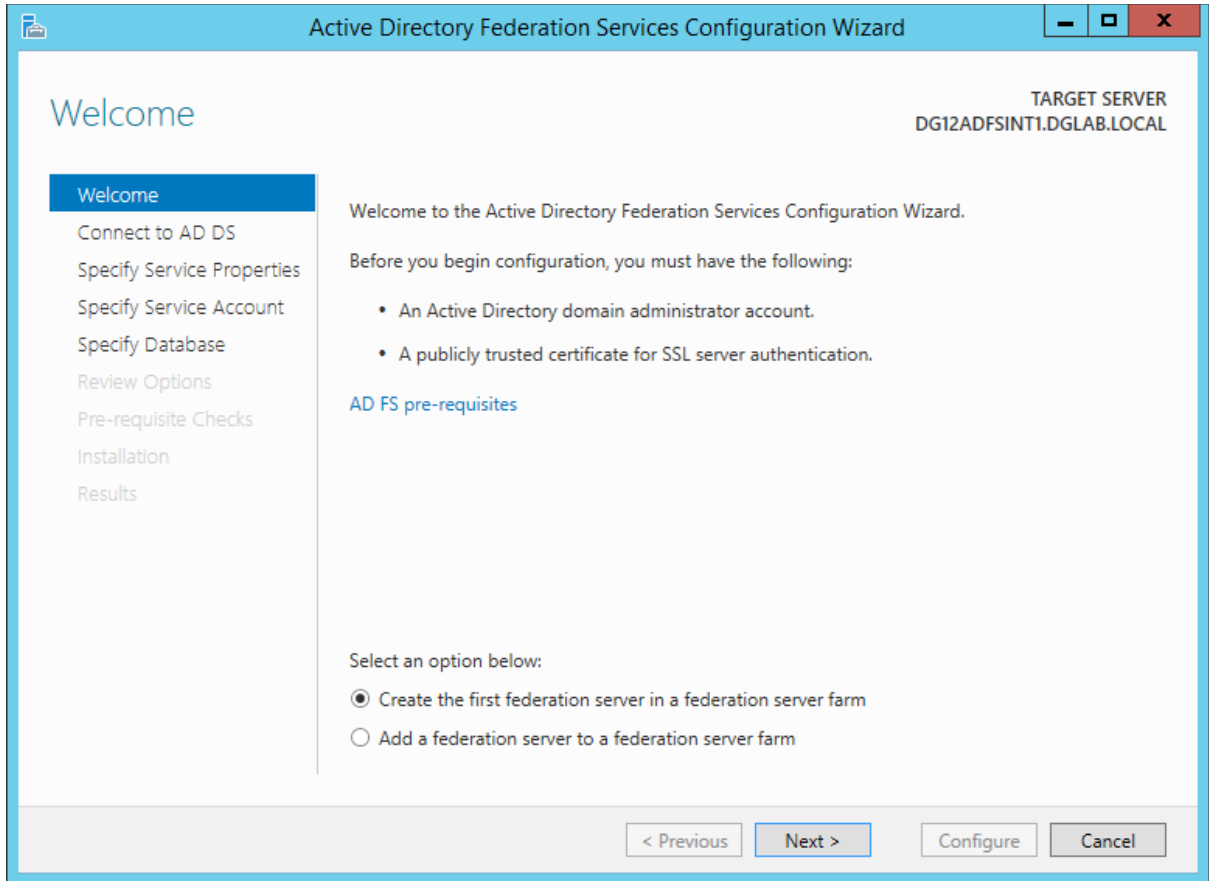 Active Directory Federation Services Configuration Wizard
Welcome
TARGET SERVER
DG12ADFSINT1.DGLAB.LOCAL
Welcome
Connect to AD DS
Specify Service Properties
Specify Service Account
Specify Database
Review Options
Pre-requisite Checks
Installation
Results
Welcome to the Active Directory Federation Services Configuration Wizard.
Before you begin configuration, you must have the following:
• An Active Directory domain administrator account.
• A publicly trusted certificate for SSL server authentication.
AD FS pre-requisites
Select an option below:
Create the first federation server in a federation server farm
Add a federation server to a federation server farm
< Previous
Next >
Configure
Cancel